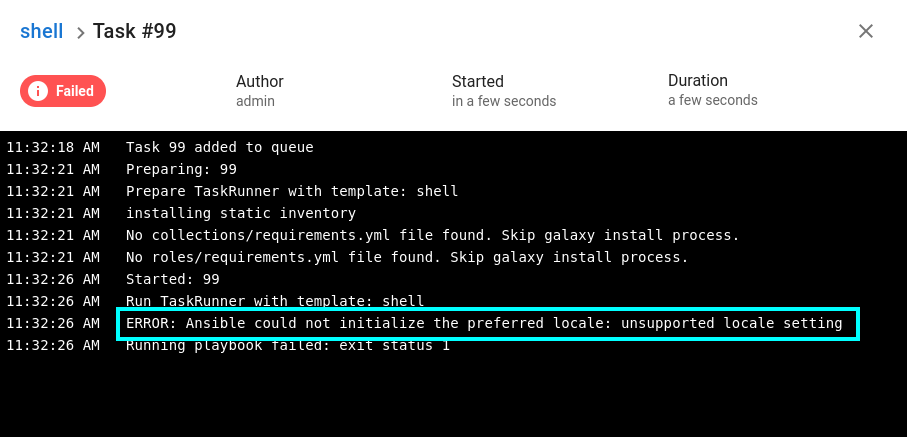 shell > Task #99
Failed
Author
admin
Started
in a few seconds
Duration
a few seconds
11:32:18 AM Task 99 added to queue
11:32:21 AM Preparing: 99
11:32:21 AM Prepare TaskRunner with template: shell
11:32:21 AM installing static inventory
11:32:21 AM No collections/requirements.yml file found. Skip galaxy install process.
11:32:21 AM No roles/requirements.yml file found. Skip galaxy install process.
11:32:26 AM Started: 99
11:32:26 AM Run TaskRunner with template: shell
11:32:26 AM ERROR: Ansible could not initialize the preferred locale: unsupported locale setting
11:32:26 AM Running playbook failed: exit status 1